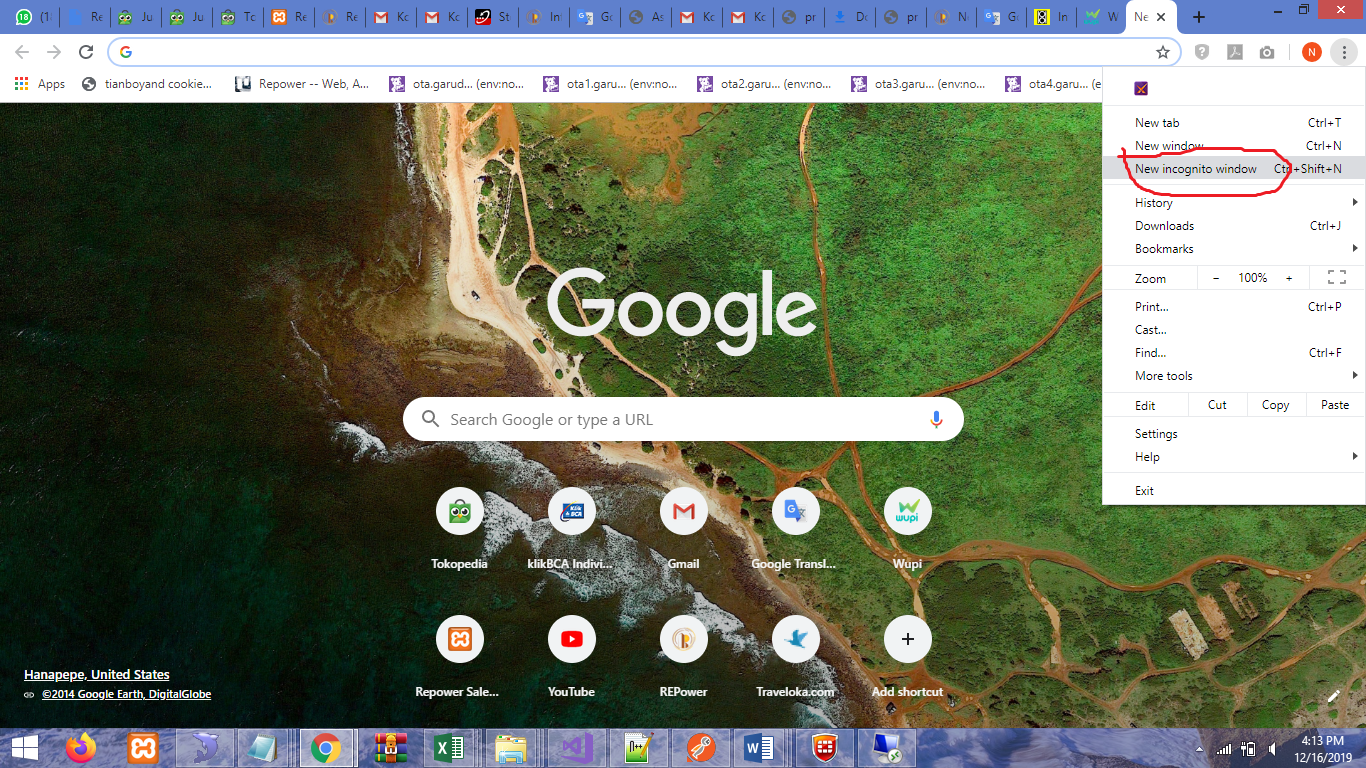 18
(1
Re
Ju
Ju
Tc
Re
Re
Kc
Kc
St
In
Gc
As
Kc
Kc
pr
Dc
pr
N
G
In
W
Ne
N
Apps
tianboyand cookie...
Repower -- Web, A...
ota.garud... (env:no...
ota1.garu... (env:no...
ota2.garu... (env:no...
ota3.garu... (env:no...
ota4.garu... (e
New tab Ctrl+T
New window Ctrl+N
New incognito window Ctrl+Shift+N
History
Downloads Ctrl+J
Bookmarks
Zoom - 100% +
Print... Ctrl+P
Cast...
Find... Ctrl+F
More tools
Edit Cut Copy Paste
Settings
Help
Exit
Google
Search Google or type a URL
Klik BCA
wupi
Tokopedia
klikBCA Indivi...
Gmail
Google Transl...
Wupi
Repower Sale...
YouTube
REPower
Traveloka.com
Add shortcut
Hanapepe, United States
©2014 Google Earth, DigitalGlobe
4:13 PM
12/16/2019